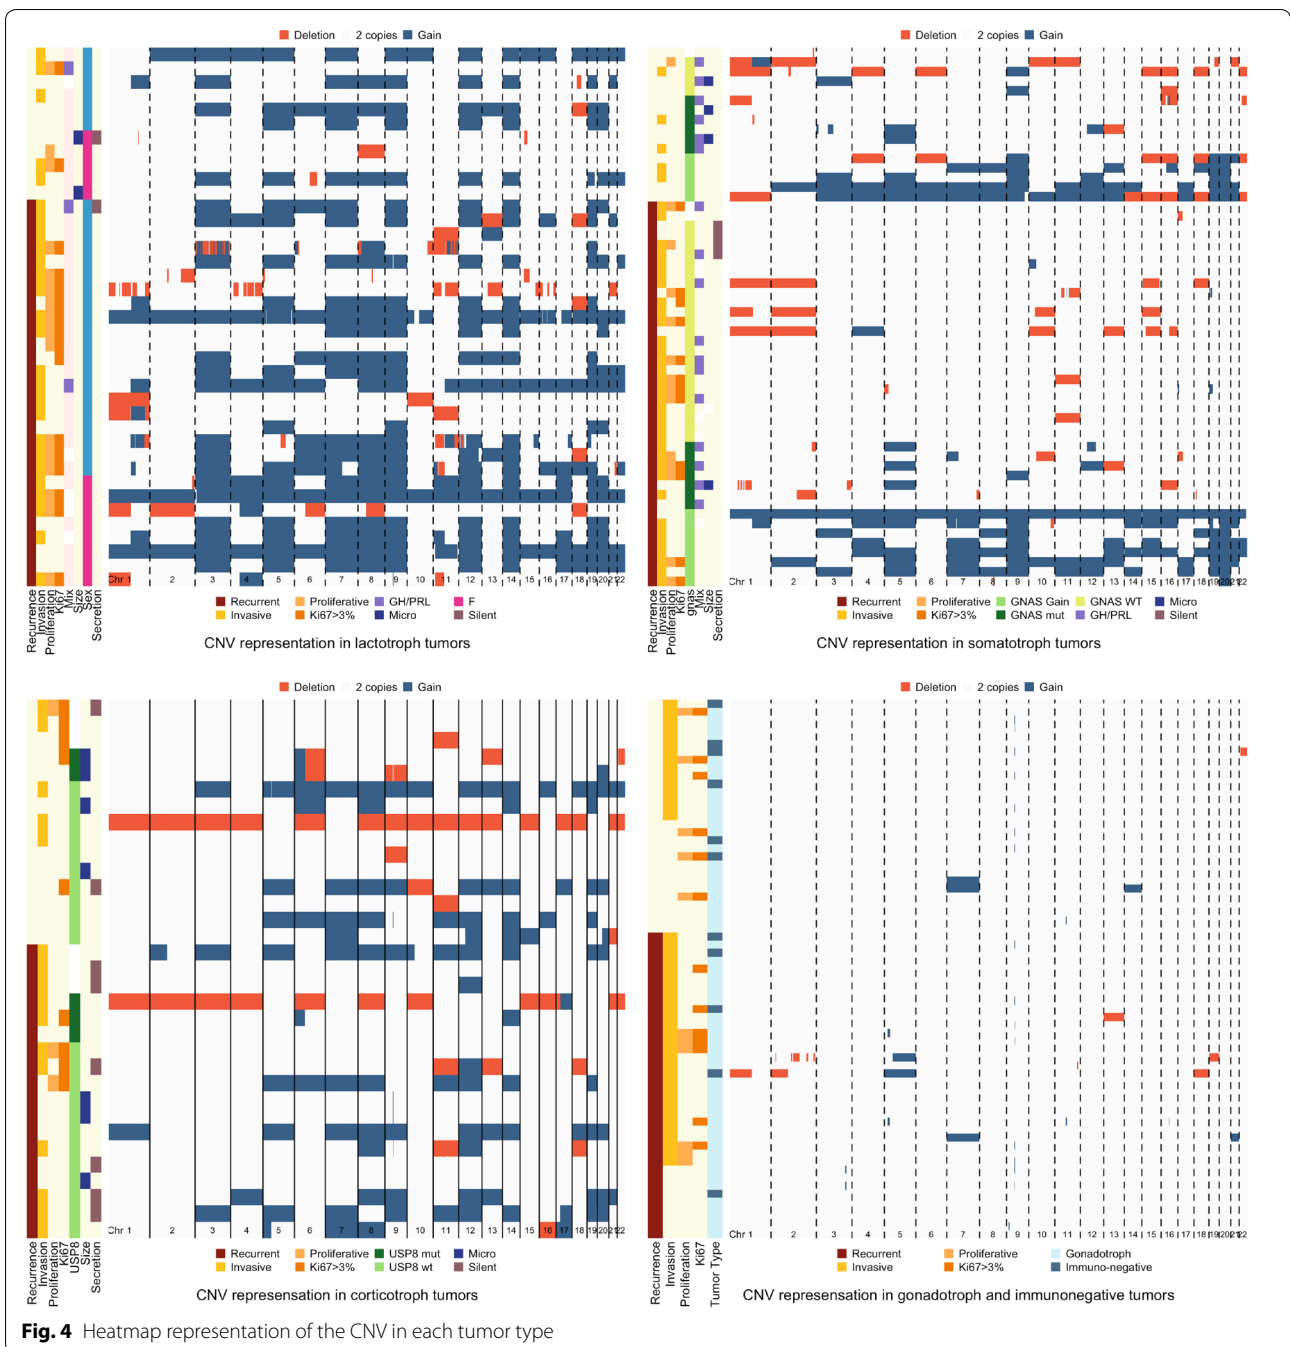 Deletion 2 copies Gain
Chr 1 2 3 4 5 6 7 8 9 10 11 12 13 14 15 16 17 18 19 20 21 22
Recurrence Invasion Proliferation Ki67 Mix Size Sex Secretion
Recurrent Proliferative GH/PRL F
Invasive Ki67>3% Micro Silent
CNV representation in lactotroph tumors
Deletion 2 copies Gain
Chr 1 2 3 4 5 6 7 8 9 10 11 12 13 14 15 16 17 18 19 20 21 22
Recurrence Invasion Proliferation Ki67 gnas Mix Size Secretion
Recurrent Proliferative GNAS Gain GNAS WT Micro
Invasive Ki67>3% GNAS mut GH/PRL Silent
CNV representation in somatotroph tumors
Deletion 2 copies Gain
Chr 1 2 3 4 5 6 7 8 9 10 11 12 13 14 15 16 17 18 19 20 21 22
Recurrence Invasion Proliferation Ki67 USP8 Size Secretion
Recurrent Proliferative USP8 mut Micro
Invasive Ki67>3% USP8 wt Silent
CNV represensation in corticotroph tumors
Deletion 2 copies Gain
Chr 1 2 3 4 5 6 7 8 9 10 11 12 13 14 15 16 17 18 19 20 21 22
Recurrence Invasion Proliferation Ki67 Tumor Type
Recurrent Proliferative Gonadotroph
Invasive Ki67>3% Immuno-negative
CNV represensation in gonadotroph and immunonegative tumors
Fig. 4 Heatmap representation of the CNV in each tumor type